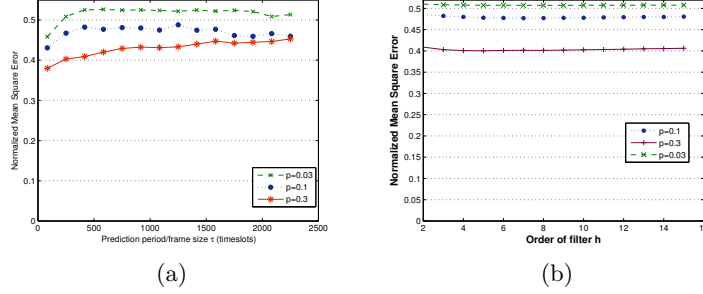 Normalized Mean Square Error
0.5
0.4
0.3
0.2
0.1
0
0
500
1000
1500
2000
2500
Prediction period/frame size τ (timeslots)
p=0.03
p=0.1
p=0.3
(a)
Normalized Mean Square Error
0.5
0.45
0.4
0.35
0.3
0.25
0.2
0.15
0.1
0.05
0
2
4
6
8
10
12
14
16
Order of filter h
p=0.1
p=0.3
p=0.03
(b)